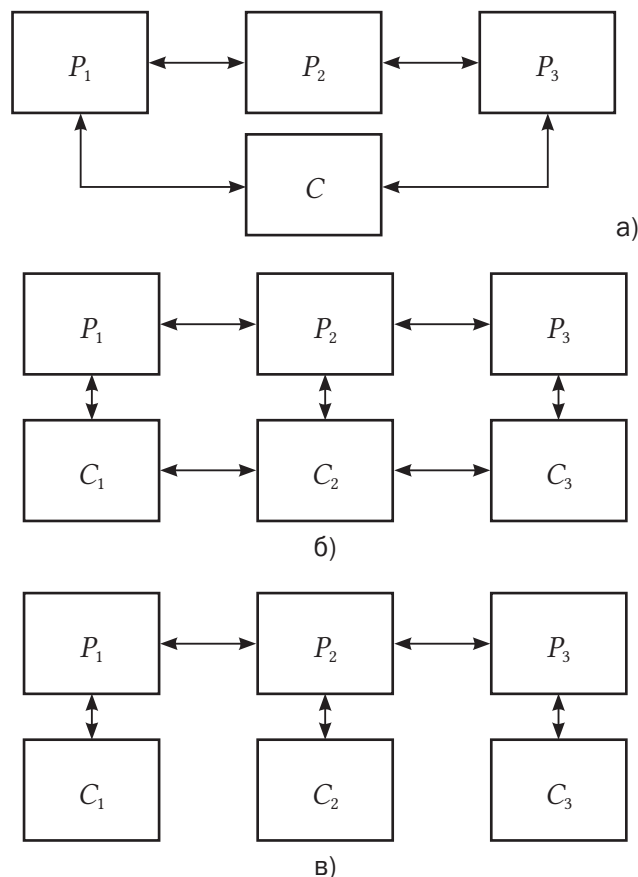 P₁ P₂ P₃
C
а)
P₁ P₂ P₃
C₁ C₂ C₃
б)
P₁ P₂ P₃
C₁ C₂ C₃
в)